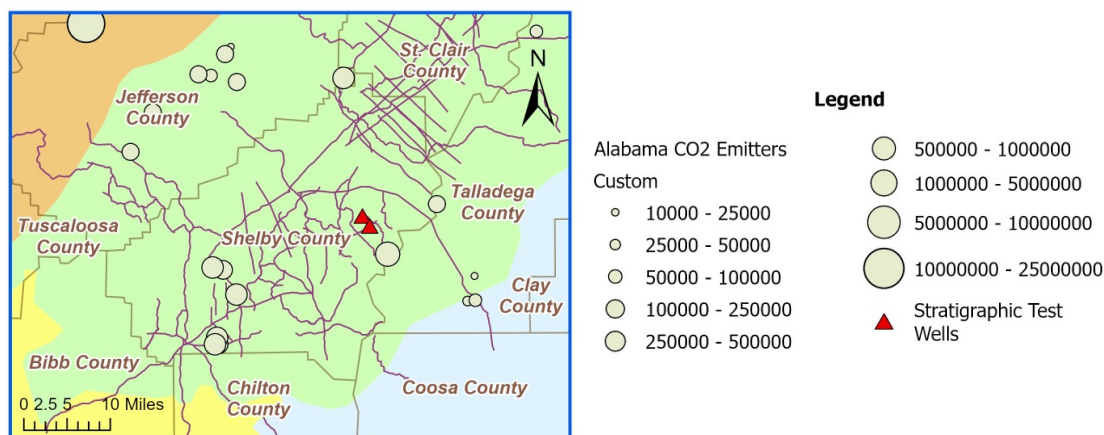 St. Clair
County
N
Jefferson
County
Talladega
County
Tuscaloosa
County
Shelby County
Clay
County
Bibb County
Chilton
County
Coosa County
0 2.5 5 10 Miles
Legend
Alabama CO2 Emitters
Custom
10000 - 25000
25000 - 50000
50000 - 100000
100000 - 250000
250000 - 500000
500000 - 1000000
1000000 - 5000000
5000000 - 10000000
10000000 - 25000000
Stratigraphic Test
Wells